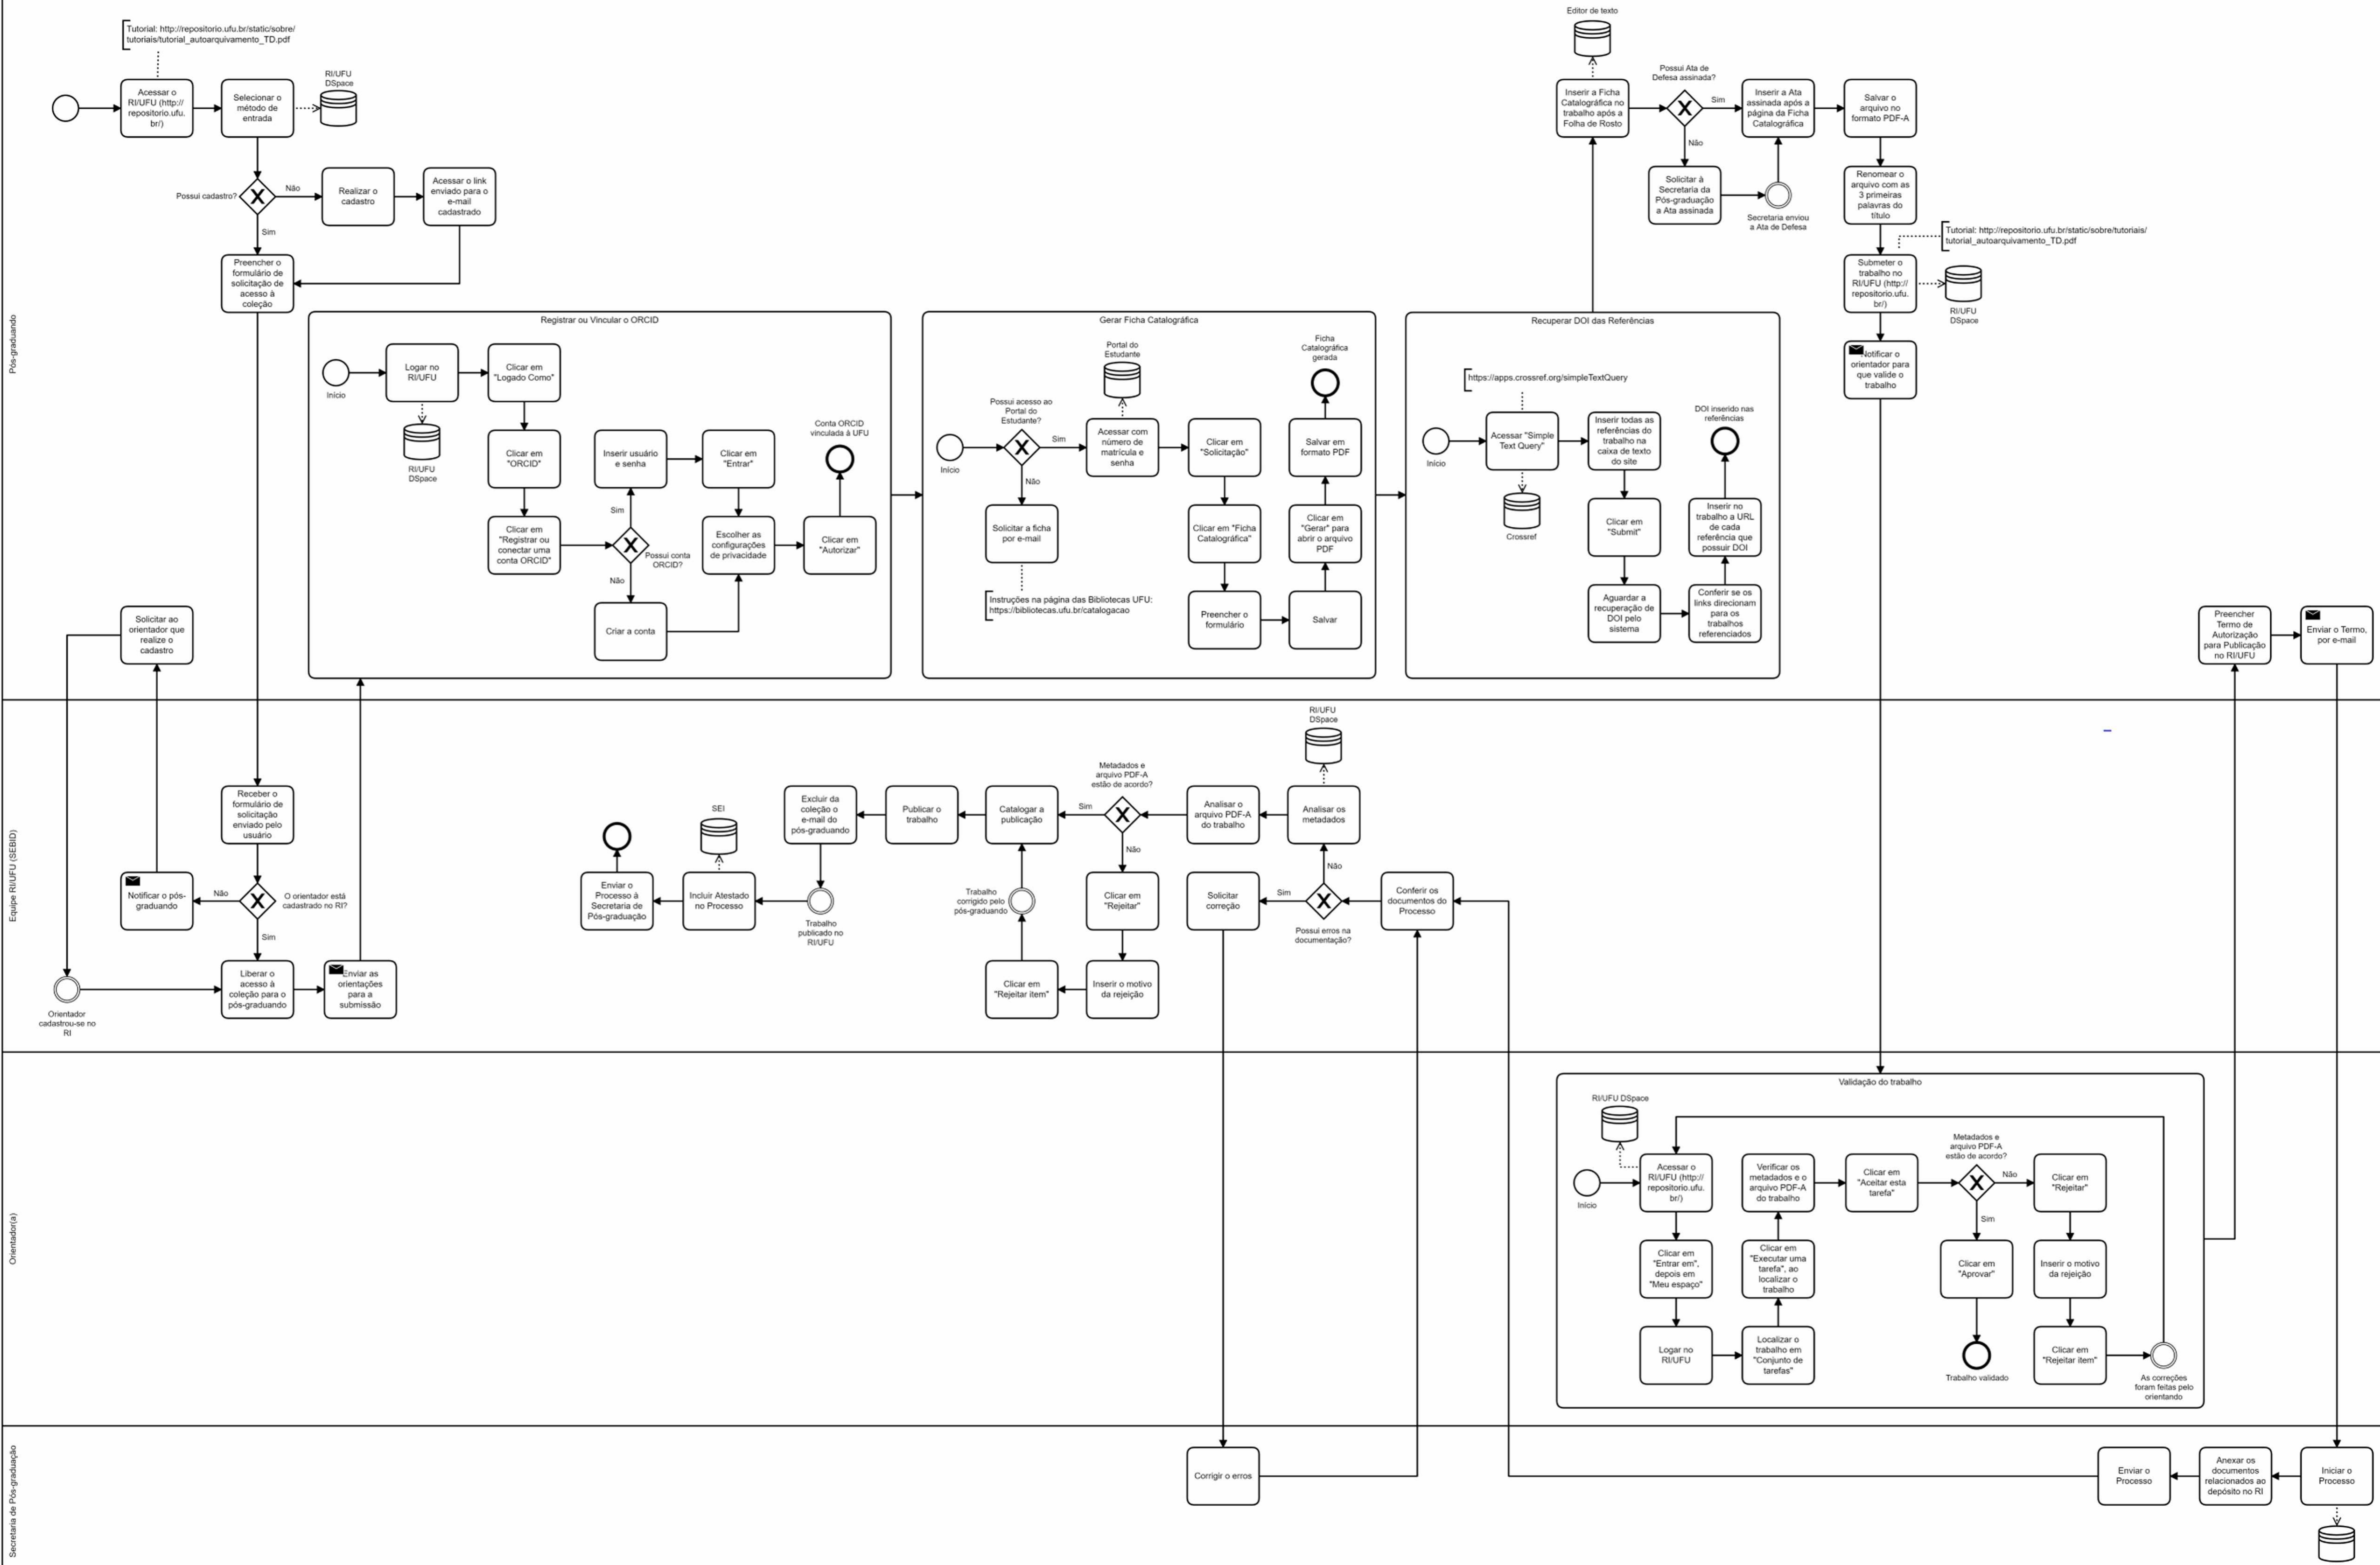 Pós-graduando
Tutorial: http://repositorio.ufu.br/static/sobre/
tutoriais/tutorial_autoarquivamento_TD.pdf
Acessar o
RI/UFU (http://
repositorio.ufu.
br/)
Selecionar o
método de
entrada
RI/UFU
DSpace
Possui cadastro?
Não
Sim
Realizar o
cadastro
Acessar o link
enviado para o
e-mail
cadastrado
Preencher o
formulário de
solicitação de
acesso à
coleção
Registrar ou Vincular o ORCID
Início
Logar no
RI/UFU
RI/UFU
DSpace
Clicar em
"Logado Como"
Clicar em
"ORCID"
Clicar em
"Registrar ou
conectar uma
conta ORCID"
Possui conta
ORCID?
Sim
Não
Inserir usuário
e senha
Clicar em
"Entrar"
Criar a conta
Escolher as
configurações
de privacidade
Clicar em
"Autorizar"
Conta ORCID
vinculada à UFU
Gerar Ficha Catalográfica
Início
Possui acesso ao
Portal do
Estudante?
Sim
Não
Solicitar a ficha
por e-mail
Instruções na página das Bibliotecas UFU:
https://bibliotecas.ufu.br/catalogacao
Portal do
Estudante
Acessar com
número de
matrícula e
senha
Clicar em
"Solicitação"
Clicar em "Ficha
Catalográfica"
Preencher o
formulário
Salvar
Clicar em
"Gerar" para
abrir o arquivo
PDF
Salvar em
formato PDF
Ficha
Catalográfica
gerada
Recuperar DOI das Referências
https://apps.crossref.org/simpleTextQuery
Início
Acessar "Simple
Text Query"
Crossref
Inserir todas as
referências do
trabalho na
caixa de texto
do site
Clicar em
"Submit"
Aguardar a
recuperação de
DOI pelo
sistema
Conferir se os
links direcionam
para os
trabalhos
referenciados
Inserir no
trabalho a URL
de cada
referência que
possuir DOI
DOI inserido nas
referências
Editor de texto
Inserir a Ficha
Catalográfica no
trabalho após a
Folha de Rosto
Possui Ata de
Defesa assinada?
Sim
Não
Solicitar à
Secretaria da
Pós-graduação
a Ata assinada
Secretaria enviou
a Ata de Defesa
Inserir a Ata
assinada após a
página da Ficha
Catalográfica
Salvar o
arquivo no
formato PDF-A
Renomear o
arquivo com as
3 primeiras
palavras do
título
Tutorial: http://repositorio.ufu.br/static/sobre/tutoriais/
tutorial_autoarquivamento_TD.pdf
Submeter o
trabalho no
RI/UFU (http://
repositorio.ufu.
br/)
RI/UFU
DSpace
Notificar o
orientador para
que valide o
trabalho
Solicitar ao
orientador que
realize o
cadastro
Preencher
Termo de
Autorização
para Publicação
no RI/UFU
Enviar o Termo,
por e-mail
Equipe RI/UFU (SEBID)
Receber o
formulário de
solicitação
enviado pelo
usuário
O orientador está
cadastrado no RI?
Não
Sim
Notificar o pós-
graduando
Orientador
cadastrou-se no
RI
Liberar o
acesso à
coleção para o
pós-graduando
Enviar as
orientações
para a
submissão
Enviar o
Processo à
Secretaria de
Pós-graduação
SEI
Incluir Atestado
no Processo
Trabalho
publicado no
RI/UFU
Excluir da
coleção o
e-mail do
pós-graduando
Publicar o
trabalho
Catalogar a
publicação
Trabalho
corrigido pelo
pós-graduando
Metadados e
arquivo PDF-A
estão de acordo?
Sim
Não
Clicar em
"Rejeitar"
Inserir o motivo
da rejeição
Clicar em
"Rejeitar item"
Analisar o
arquivo PDF-A
do trabalho
RI/UFU
DSpace
Analisar os
metadados
Não
Sim
Possui erros na
documentação?
Solicitar
correção
Conferir os
documentos do
Processo
Orientador(a)
Validação do trabalho
RI/UFU DSpace
Início
Acessar o
RI/UFU (http://
repositorio.ufu.
br/)
Clicar em
"Entrar em",
depois em
"Meu espaço"
Logar no
RI/UFU
Localizar o
trabalho em
"Conjunto de
tarefas"
Clicar em
"Executar uma
tarefa", ao
localizar o
trabalho
Verificar os
metadados e o
arquivo PDF-A
do trabalho
Clicar em
"Aceitar esta
tarefa"
Metadados e
arquivo PDF-A
estão de acordo?
Não
Sim
Clicar em
"Aprovar"
Trabalho validado
Clicar em
"Rejeitar"
Inserir o motivo
da rejeição
Clicar em
"Rejeitar item"
As correções
foram feitas pelo
orientando
Secretaria de Pós-graduação
Corrigir o erros
Enviar o
Processo
Anexar os
documentos
relacionados ao
depósito no RI
Iniciar o
Processo